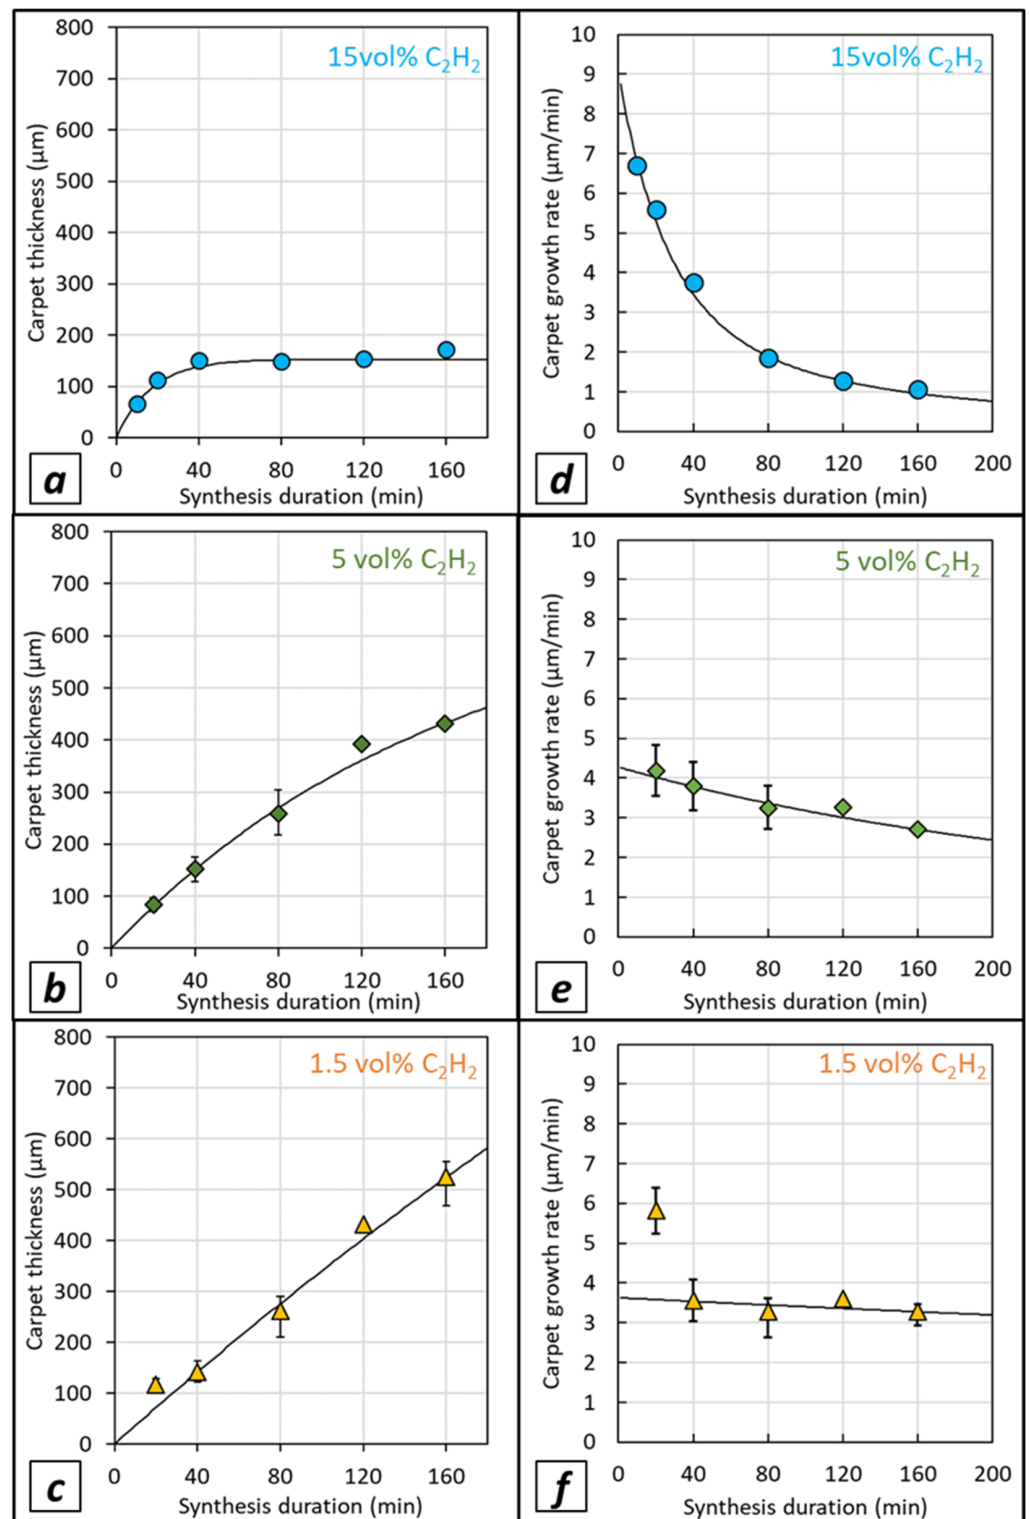 15vol% C₂H₂
Carpet thickness (µm)
800
700
600
500
400
300
200
100
0
0 40 80 120 160
Synthesis duration (min)
a
15vol% C₂H₂
Carpet growth rate (µm/min)
10
9
8
7
6
5
4
3
2
1
0
0 40 80 120 160 200
Synthesis duration (min)
d
5 vol% C₂H₂
Carpet thickness (µm)
800
700
600
500
400
300
200
100
0
0 40 80 120 160
Synthesis duration (min)
b
5 vol% C₂H₂
Carpet growth rate (µm/min)
10
9
8
7
6
5
4
3
2
1
0
0 40 80 120 160 200
Synthesis duration (min)
e
1.5 vol% C₂H₂
Carpet thickness (µm)
800
700
600
500
400
300
200
100
0
0 40 80 120 160
Synthesis duration (min)
c
1.5 vol% C₂H₂
Carpet growth rate (µm/min)
10
9
8
7
6
5
4
3
2
1
0
0 40 80 120 160 200
Synthesis duration (min)
f